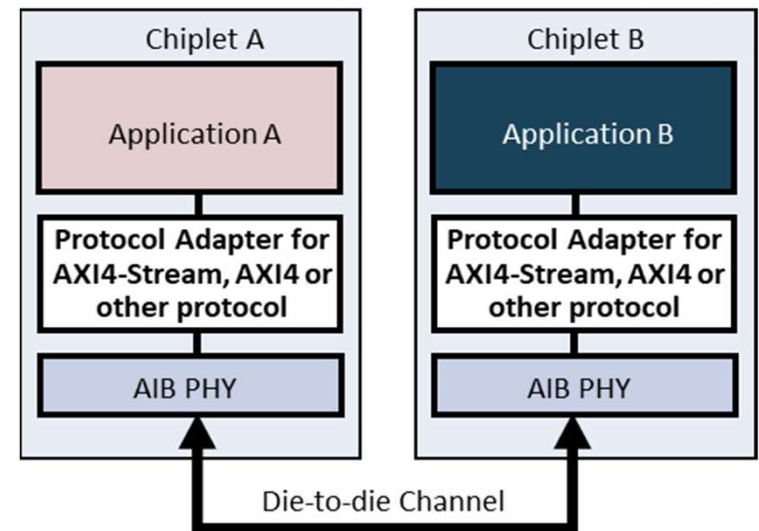 Chiplet A
Application A
Protocol Adapter for
AXI4-Stream, AXI4 or
other protocol
AIB PHY
Chiplet B
Application B
Protocol Adapter for
AXI4-Stream, AXI4 or
other protocol
AIB PHY
Die-to-die Channel